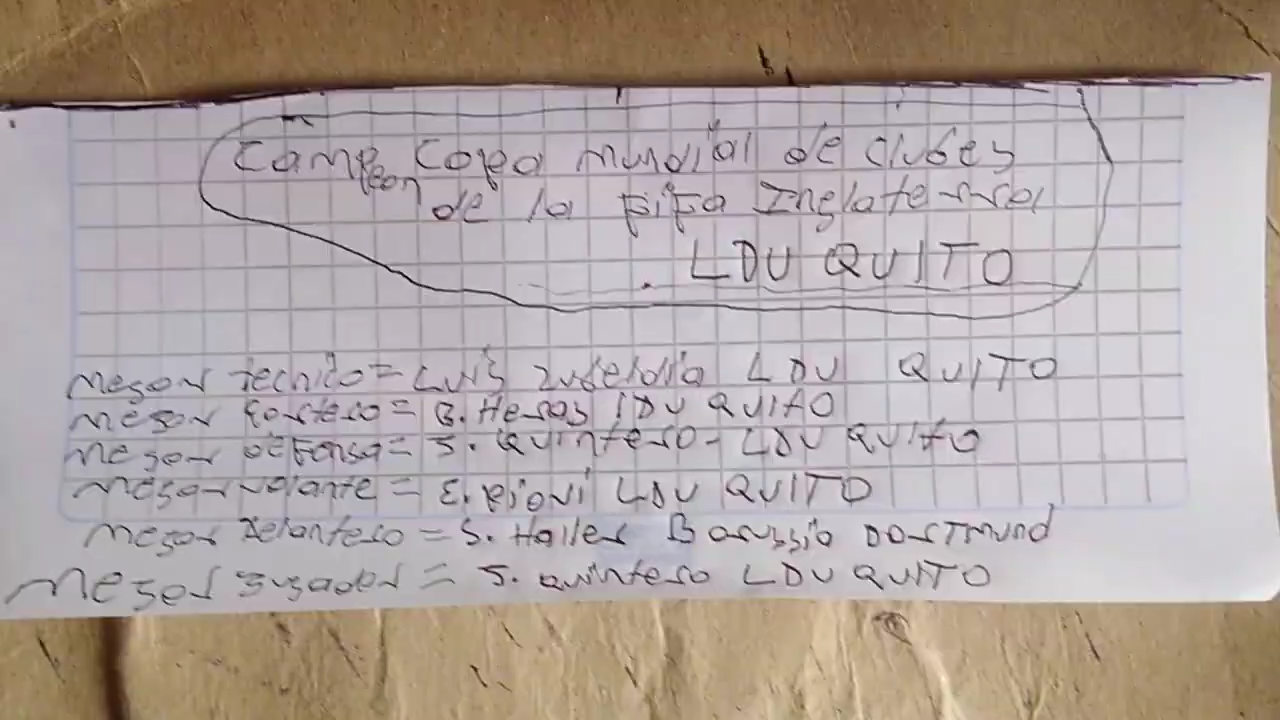 Campeon Copa mundial de clubes
de la fifa Inglaterra
LDU QUITO
mejor técnico = Luis zubeldia LDU QUITO
mejor Portero = B. Heras LDU QUITO
mejor defensa = J. Quintero - LDU QUITO
mejor volante = E. Piovi LDU QUITO
mejor Delantero = S. Haller Borussia DORTMUND
mejor jugador = J. Quintero LDU QUITO